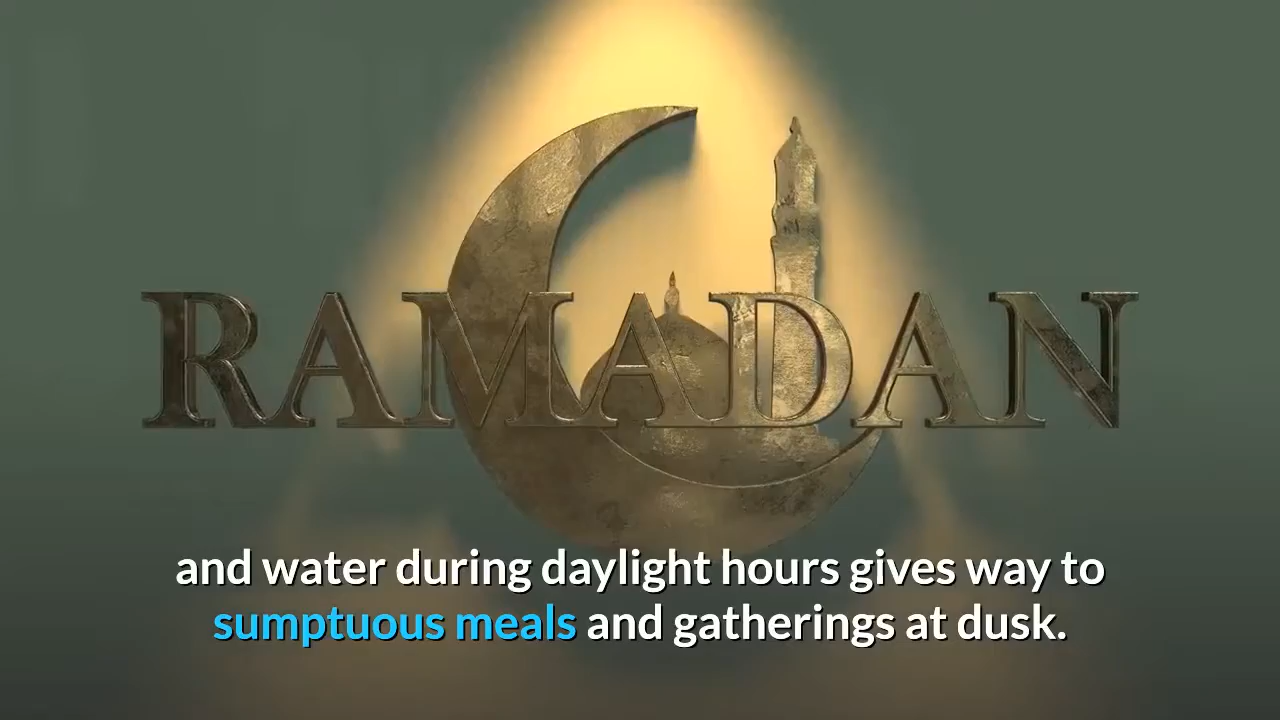 RAMADAN
and water during daylight hours gives way to
sumptuous meals and gatherings at dusk.